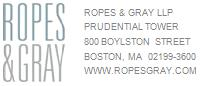 ROPES
& GRAY
ROPES & GRAY LLP
PRUDENTIAL TOWER
800 BOYLSTON STREET
BOSTON, MA 02199-3600
WWW.ROPESGRAY.COM